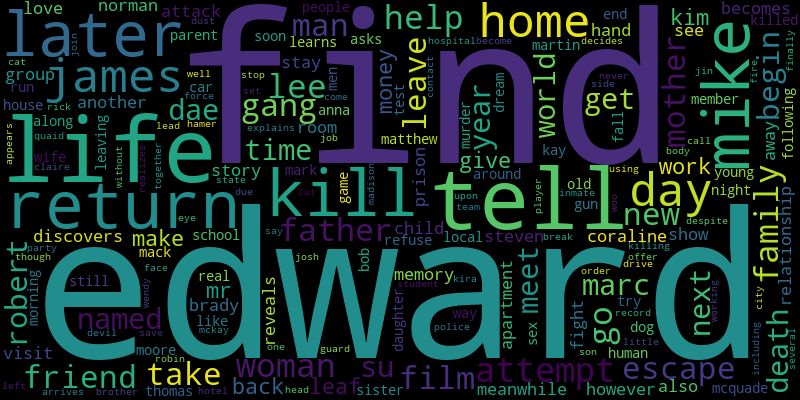 love norman attack man people learns asks soon stay help home hand end martin kim see becomes killed
later find
parent dust join cat group run james another well stop car house rick force dae gang lee money men test anna leave hospital become decides world year dream side never get jin member mother mike begin finally fire following
along leaving wife quaid lead hamer explains room job time matthew contact murder fall call away
appears life claire without realizes together story state due mark kill game madison prison kay give around tell old gun upon inmate player team using body work young day night family relationship
return eye say out father child refuse local steven break woo new despite killing coraline show
robert discovers make school
though party still mack face real mr brady like reveals josh bob memory way kira student daughter apartment sex meet fight offer order drive try marc record dog human little go next working city including death several
edward
morning named wendy devil save mckay moore one guard police son
visit friend take robin thomas hotel woman back head su leaf sister film meanwhile attempt however escape also mcquade
left arrives brother